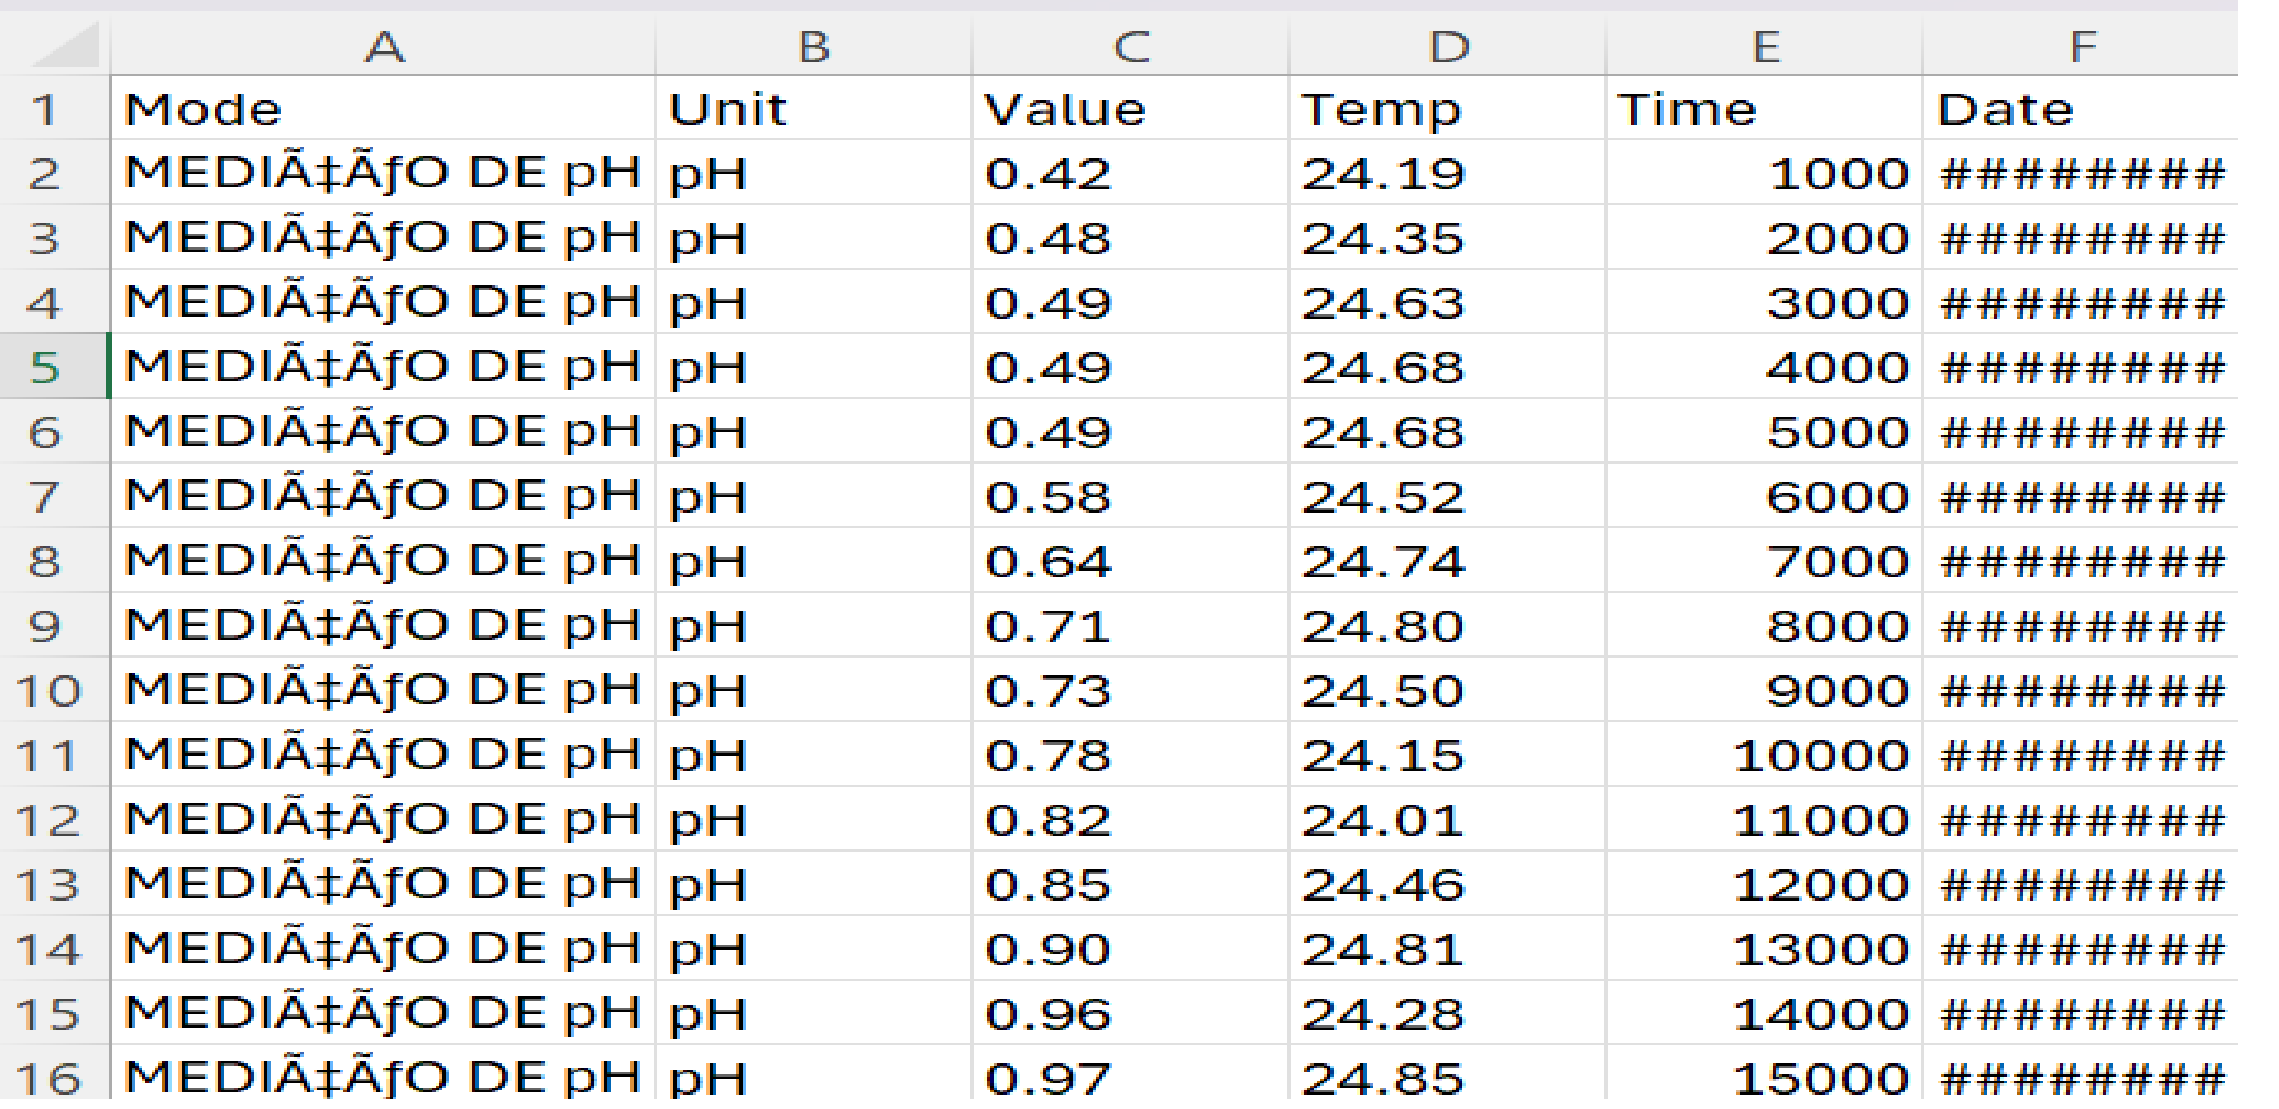 A B C D E F
1 Mode Unit Value Temp Time Date
2 MEDIÃ‡ÃƒO DE pH pH 0.42 24.19 1000 ########
3 MEDIÃ‡ÃƒO DE pH pH 0.48 24.35 2000 ########
4 MEDIÃ‡ÃƒO DE pH pH 0.49 24.63 3000 ########
5 MEDIÃ‡ÃƒO DE pH pH 0.49 24.68 4000 ########
6 MEDIÃ‡ÃƒO DE pH pH 0.49 24.68 5000 ########
7 MEDIÃ‡ÃƒO DE pH pH 0.58 24.52 6000 ########
8 MEDIÃ‡ÃƒO DE pH pH 0.64 24.74 7000 ########
9 MEDIÃ‡ÃƒO DE pH pH 0.71 24.80 8000 ########
10 MEDIÃ‡ÃƒO DE pH pH 0.73 24.50 9000 ########
11 MEDIÃ‡ÃƒO DE pH pH 0.78 24.15 10000 ########
12 MEDIÃ‡ÃƒO DE pH pH 0.82 24.01 11000 ########
13 MEDIÃ‡ÃƒO DE pH pH 0.85 24.46 12000 ########
14 MEDIÃ‡ÃƒO DE pH pH 0.90 24.81 13000 ########
15 MEDIÃ‡ÃƒO DE pH pH 0.96 24.28 14000 ########
16 MEDIÃ‡ÃƒO DE pH pH 0.97 24.85 15000 ########